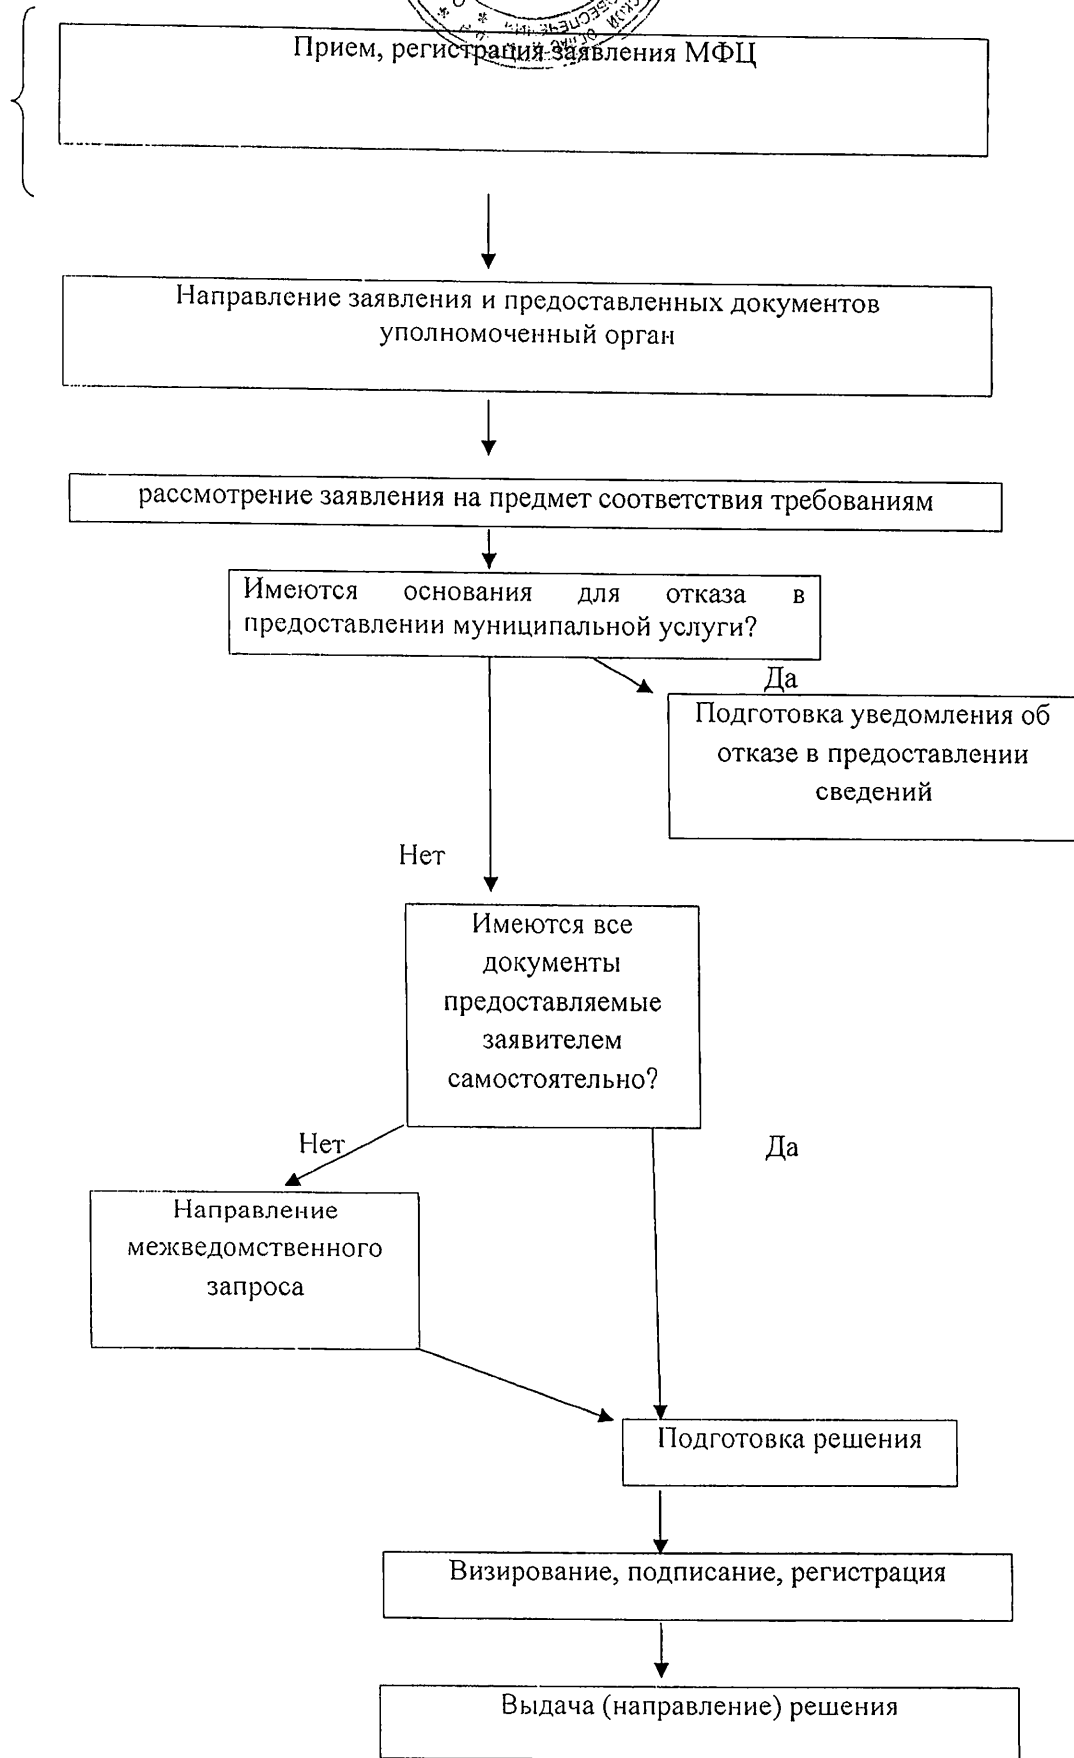 Прием, регистрация заявления МФЦ
Направление заявления и предоставленных документов
уполномоченный орган
рассмотрение заявления на предмет соответствия требованиям
Имеются основания для отказа в
предоставлении муниципальной услуги?
Да
Подготовка уведомления об
отказе в предоставлении
сведений
Нет
Имеются все
документы
предоставляемые
заявителем
самостоятельно?
Нет
Да
Направление
межведомственного
запроса
Подготовка решения
Визирование, подписание, регистрация
Выдача (направление) решения